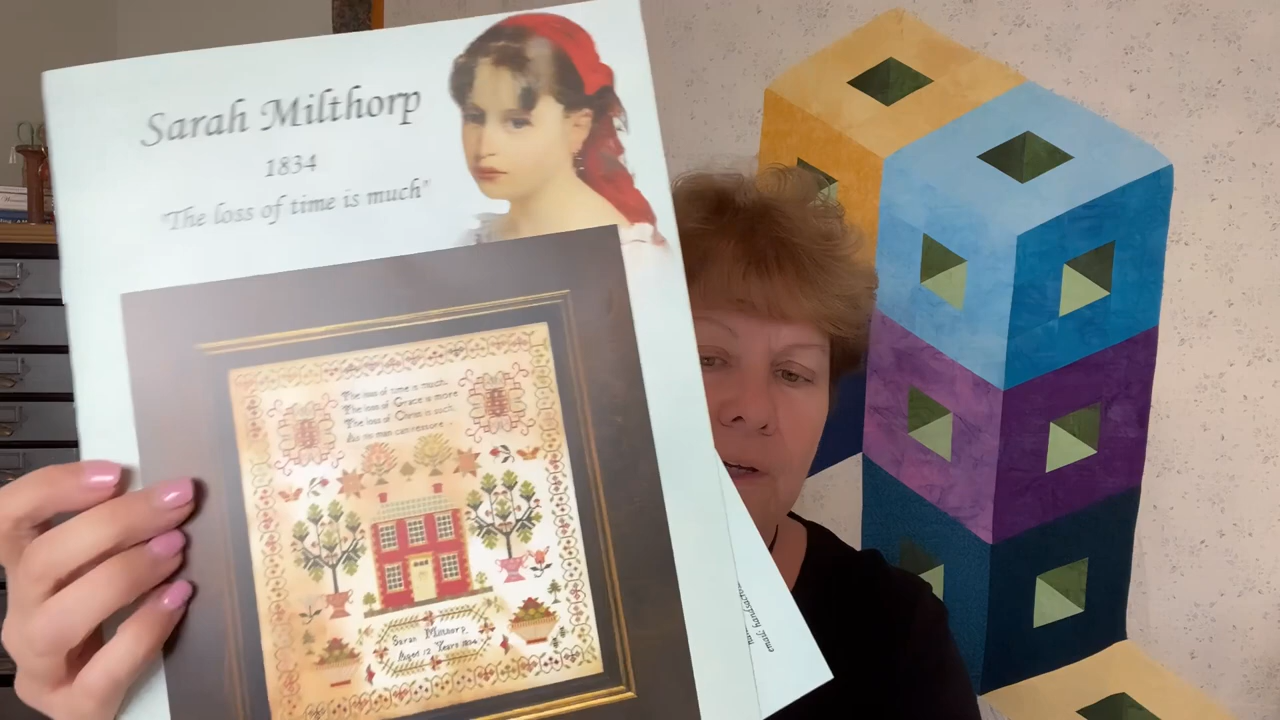 Sarah Milthorp
1834
"The loss of time is much"
The loss of time is much,
The loss of Grace is more
The loss of Christ is such,
As no man can restore
Sarah Milthorp
Aged 12 Years 1834
email: